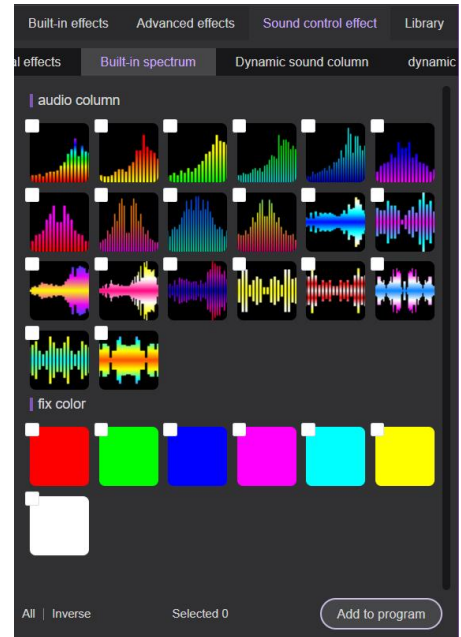 Built-in effects Advanced effects Sound control effect Library
al effects Built-in spectrum Dynamic sound column dynamic
audio column
fix color
All | Inverse Selected 0 Add to program